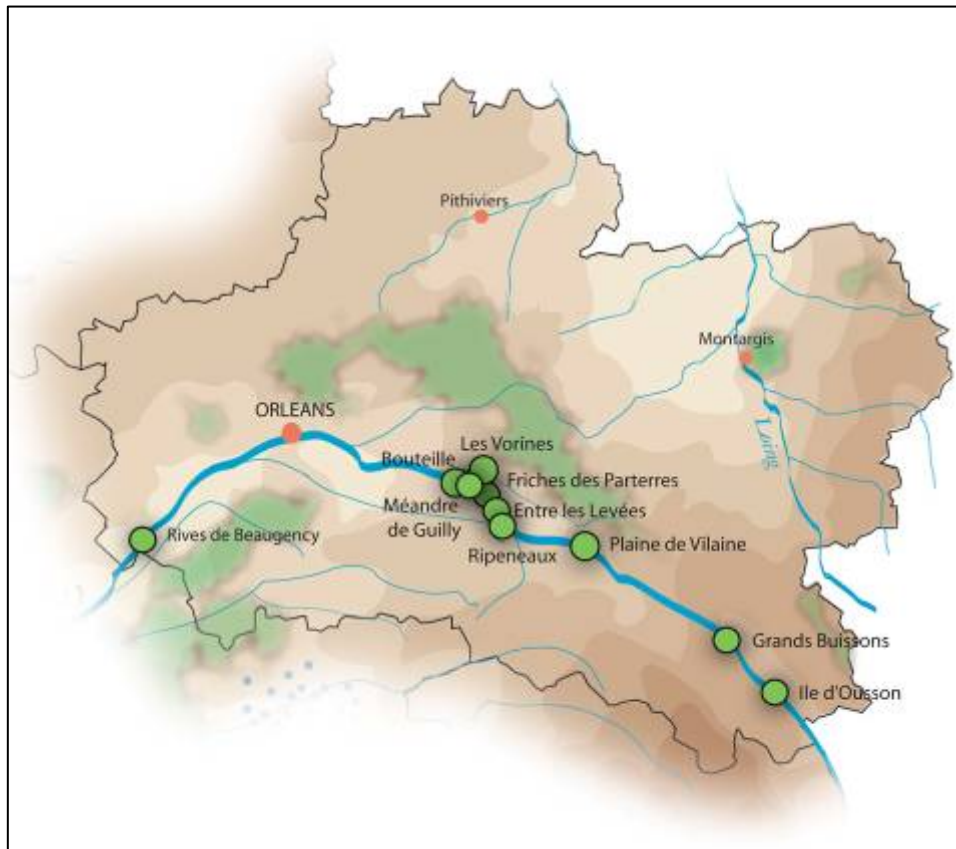 Pithiviers
Montargis
ORLEANS
Loing
Les Vorines
Bouteille
Friches des Parterres
Méandre
de Guilly
Entre les Levées
Rives de Beaugency
Ripeneaux
Plaine de Vilaine
Grands Buissons
Ile d'Ousson